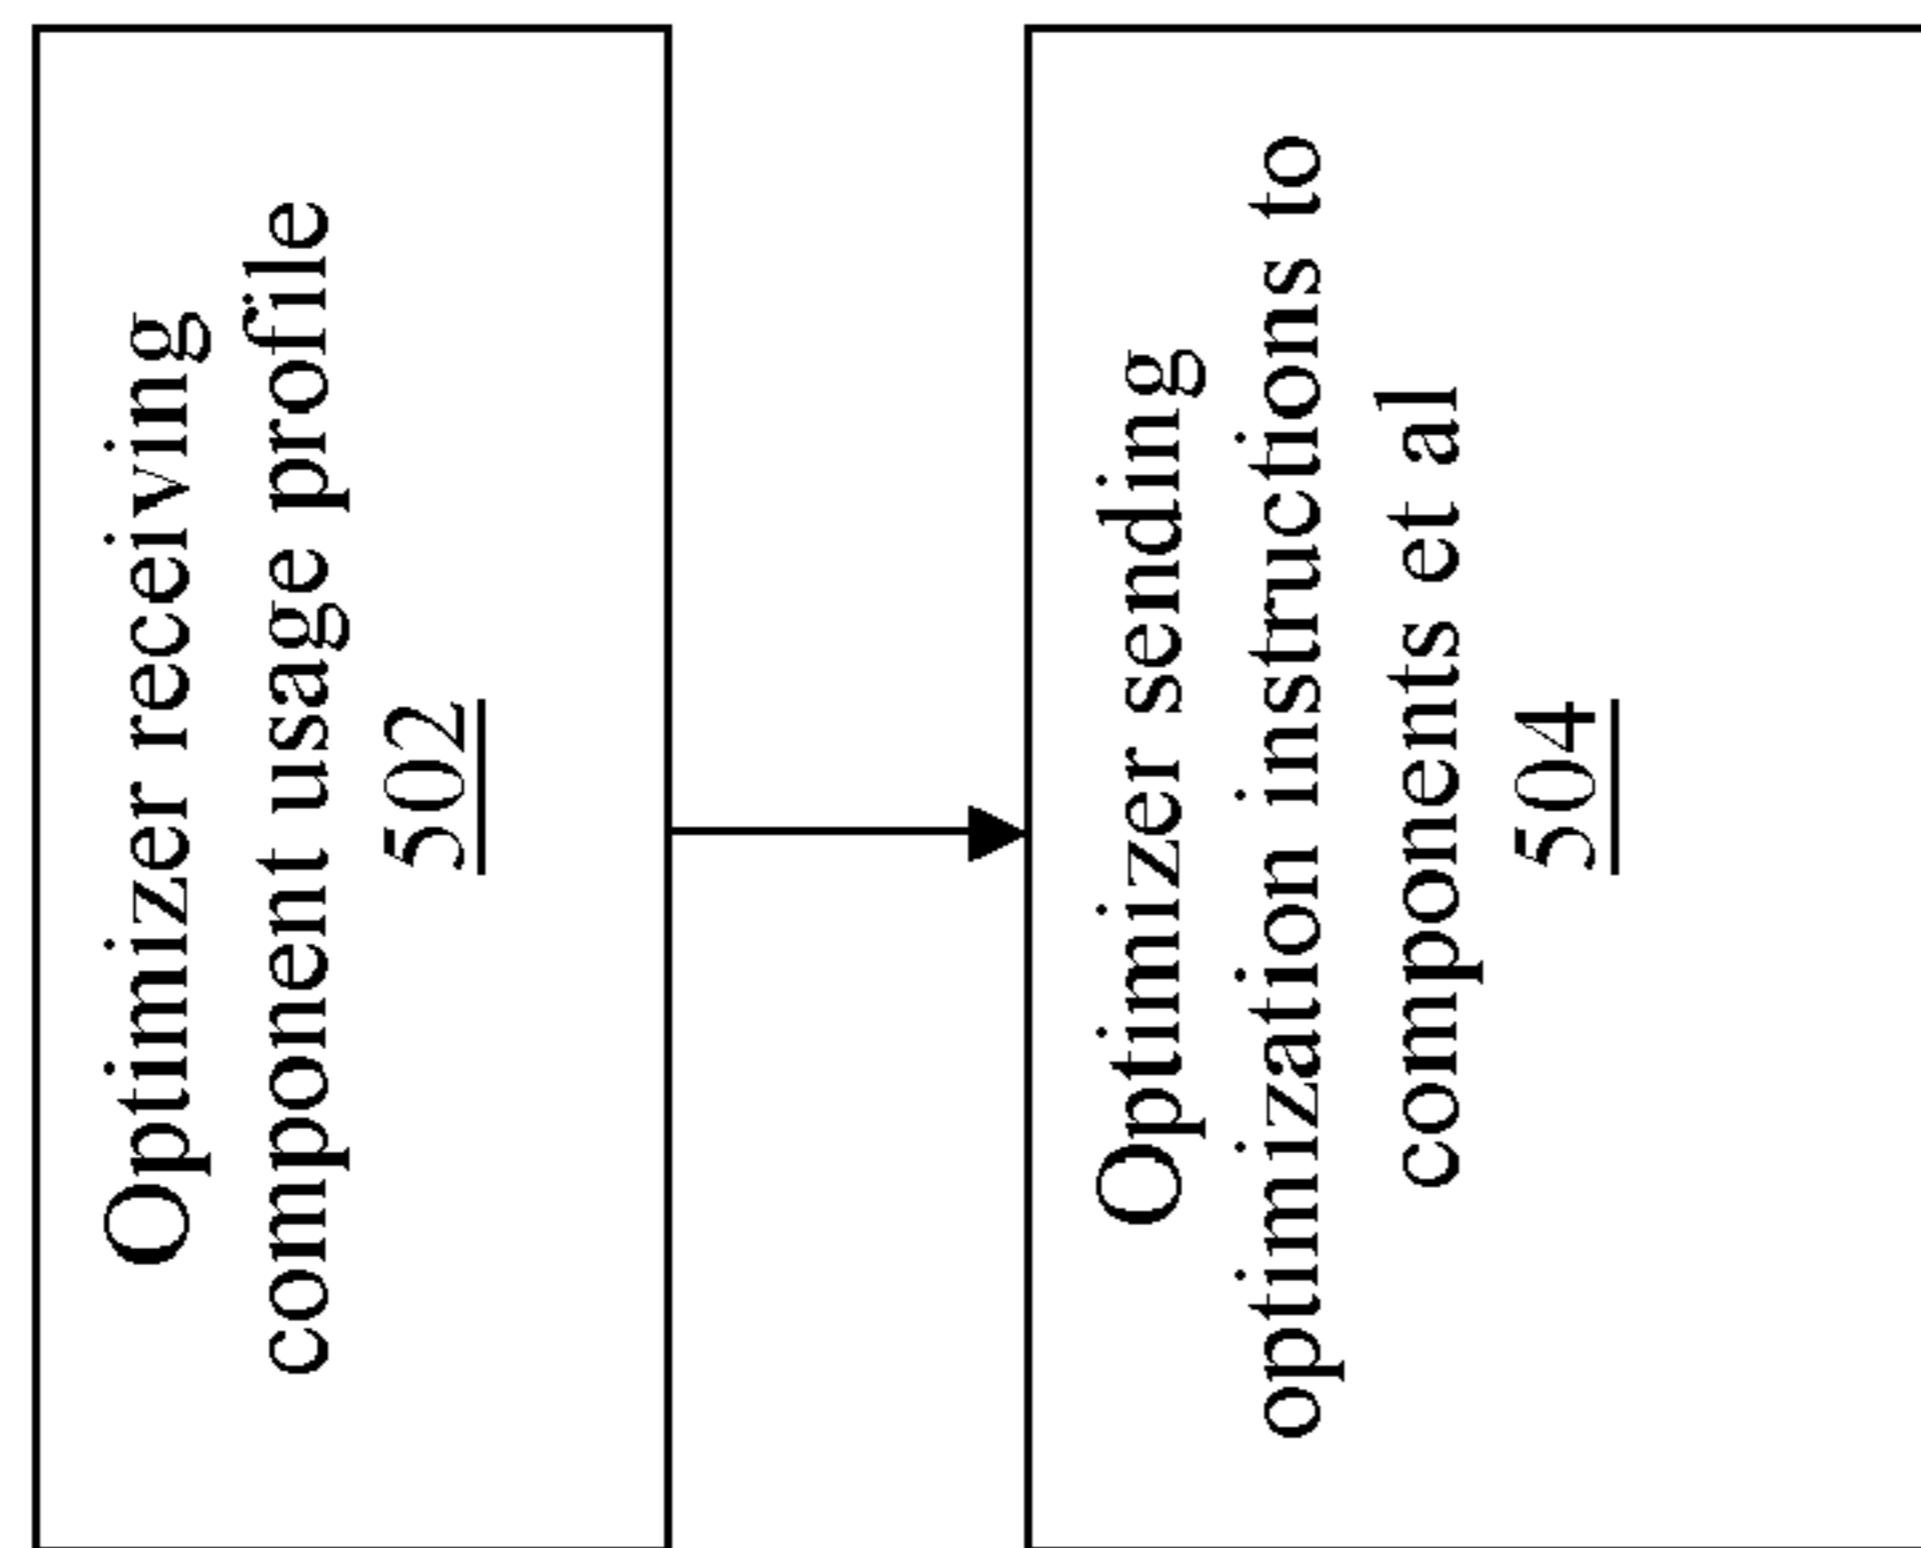 Optimizer receiving
component usage profile
502
Optimizer sending
optimization instructions to
components et al
504